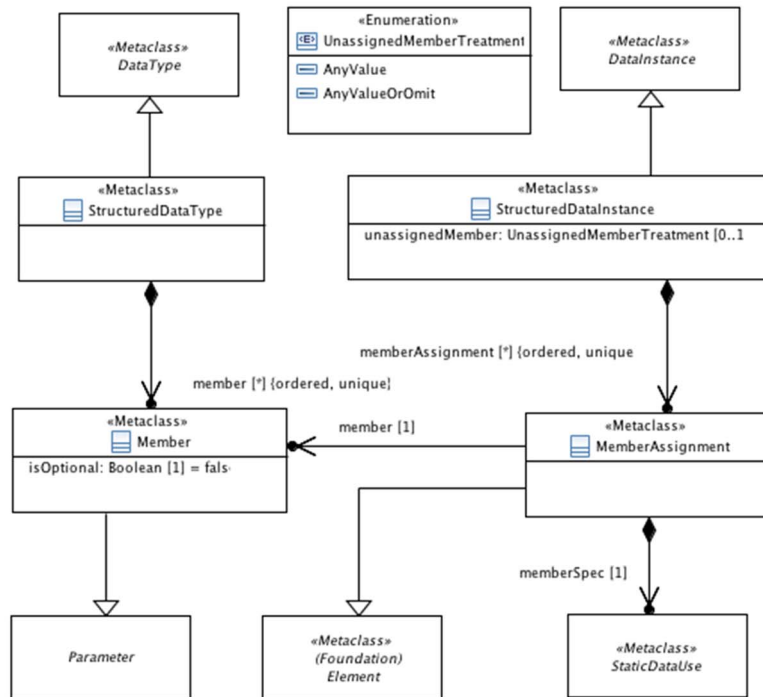 «Metaclass»
DataType
«Enumeration»
UnassignedMemberTreatment
AnyValue
AnyValueOrOmit
«Metaclass»
DataInstance
«Metaclass»
StructuredDataType
«Metaclass»
StructuredDataInstance
unassignedMember: UnassignedMemberTreatment [0..1
memberAssignment [*] {ordered, unique
member [*] {ordered, unique}
«Metaclass»
Member
isOptional: Boolean [1] = fals
member [1]
«Metaclass»
MemberAssignment
memberSpec [1]
Parameter
«Metaclass»
(Foundation)
Element
«Metaclass»
StaticDataUse